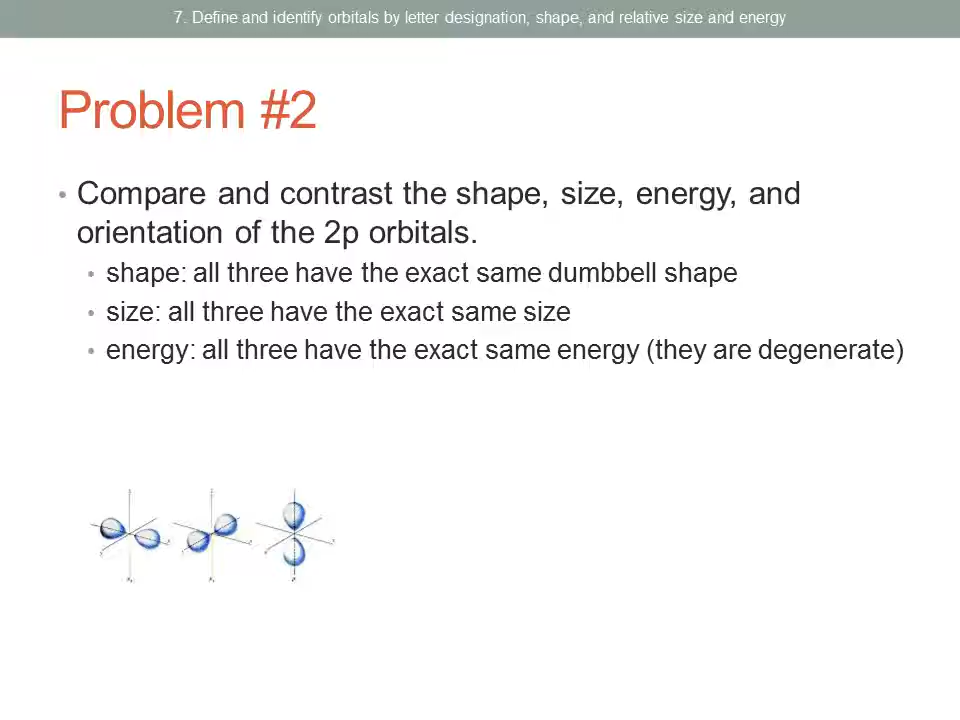 7. Define and identify orbitals by letter designation, shape, and relative size and energy
Problem #2
• Compare and contrast the shape, size, energy, and
orientation of the 2p orbitals.
• shape: all three have the exact same dumbbell shape
• size: all three have the exact same size
• energy: all three have the exact same energy (they are degenerate)